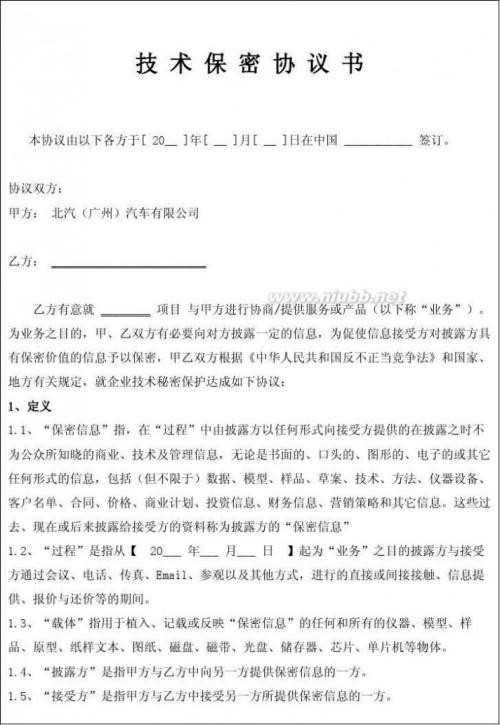 技术保密协议书
本协议由以下各方于[ 20__ ]年[ __ ]月[ __ ]日在中国 __________ 签订。
协议双方:
甲方: 北汽（广州）汽车有限公司
乙方: ______________________
乙方有意就 _______ 项目 与甲方进行协商/提供服务或产品（以下称“业务”）。
www.niubb.net
为业务之目的，甲、乙双方有必要向对方披露一定的信息，为促使信息接受方对披露方具
有保密价值的信息予以保密，甲乙双方根据《中华人民共和国反不正当竞争法》和国家、
地方有关规定，就企业技术秘密保护达成如下协议:
1、定义
1.1、“保密信息”指，在“过程”中由披露方以任何形式向接受方提供的在披露之时不
为公众所知晓的商业、技术及管理信息，无论是书面的、口头的、图形的、电子的或其它
任何形式的信息，包括（但不限于）数据、模型、样品、草案、技术、方法、仪器设备、
客户名单、合同、价格、商业计划、投资信息、财务信息、营销策略和其它信息。这些过
去、现在或后来披露给接受方的资料称为披露方的“保密信息”
1.2、“过程”是指从【 20___ 年 ___月 ___日 】起为“业务”之目的披露方与接受
方通过会议、电话、传真、Email、参观以及其他方式，进行的直接或间接接触、信息提
供、报价与还价等的期间。
1.3、“载体”指用于植入、记载或反映“保密信息”的任何和所有的仪器、模型、样
品、原型、纸样文本、图纸、磁盘、磁带、光盘、储存器、芯片、单片机等物体。
1.4、“披露方”是指甲方与乙方中向另一方提供保密信息的一方。
1.5、“接受方”是指甲方与乙方中接受另一方所提供保密信息的一方。